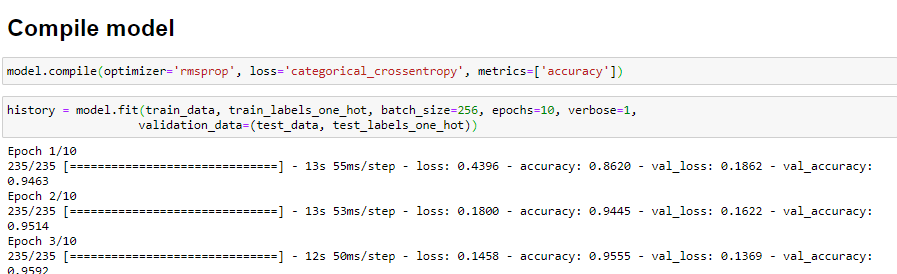 Compile model
model.compile(optimizer='rmsprop', loss='categorical_crossentropy', metrics=['accuracy'])
history = model.fit(train_data, train_labels_one_hot, batch_size=256, epochs=10, verbose=1,
validation_data=(test_data, test_labels_one_hot))
Epoch 1/10
235/235 [==============================] - 13s 55ms/step - loss: 0.4396 - accuracy: 0.8620 - val_loss: 0.1862 - val_accuracy:
0.9463
Epoch 2/10
235/235 [==============================] - 13s 53ms/step - loss: 0.1800 - accuracy: 0.9445 - val_loss: 0.1622 - val_accuracy:
0.9514
Epoch 3/10
235/235 [==============================] - 12s 50ms/step - loss: 0.1458 - accuracy: 0.9555 - val_loss: 0.1369 - val_accuracy:
0.9592